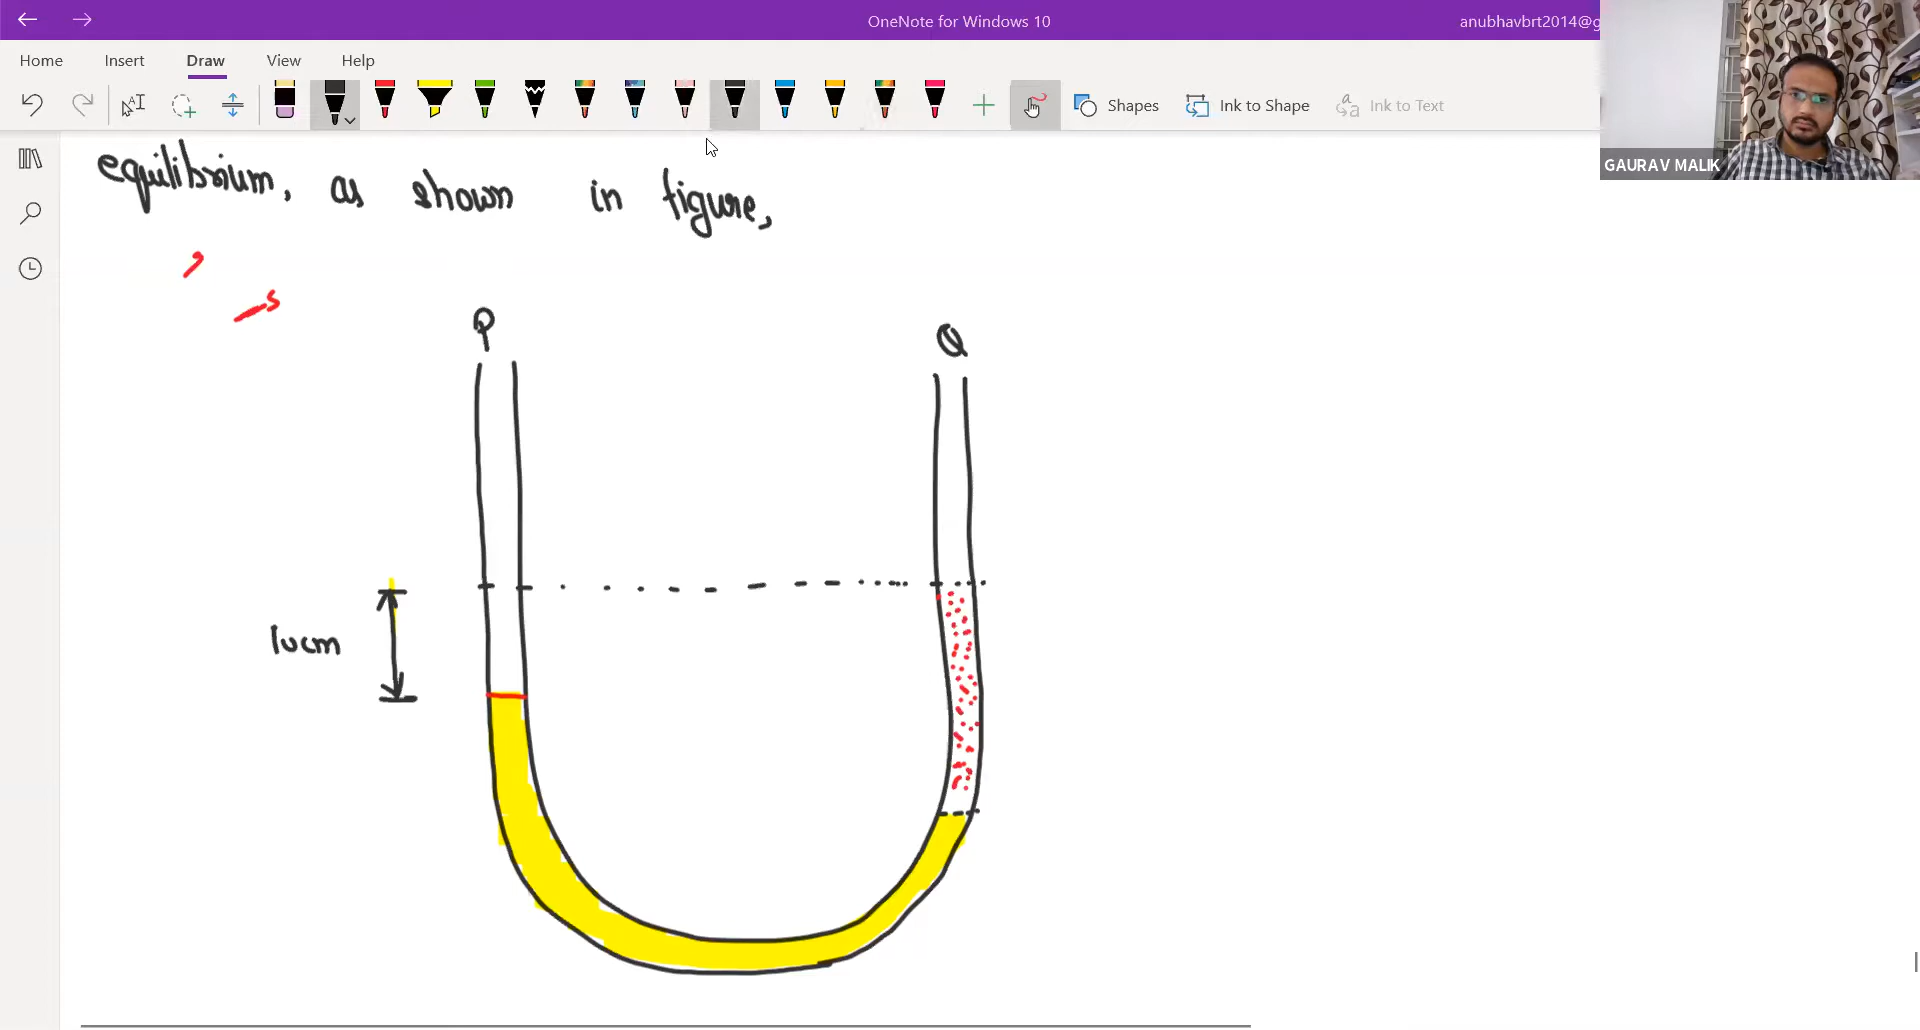 OneNote for Windows 10
anubhavbrt2014@g
Home Insert Draw View Help
Shapes Ink to Shape Ink to Text
GAURAV MALIK
equilibrium, as shown in figure,
P
Q
10cm